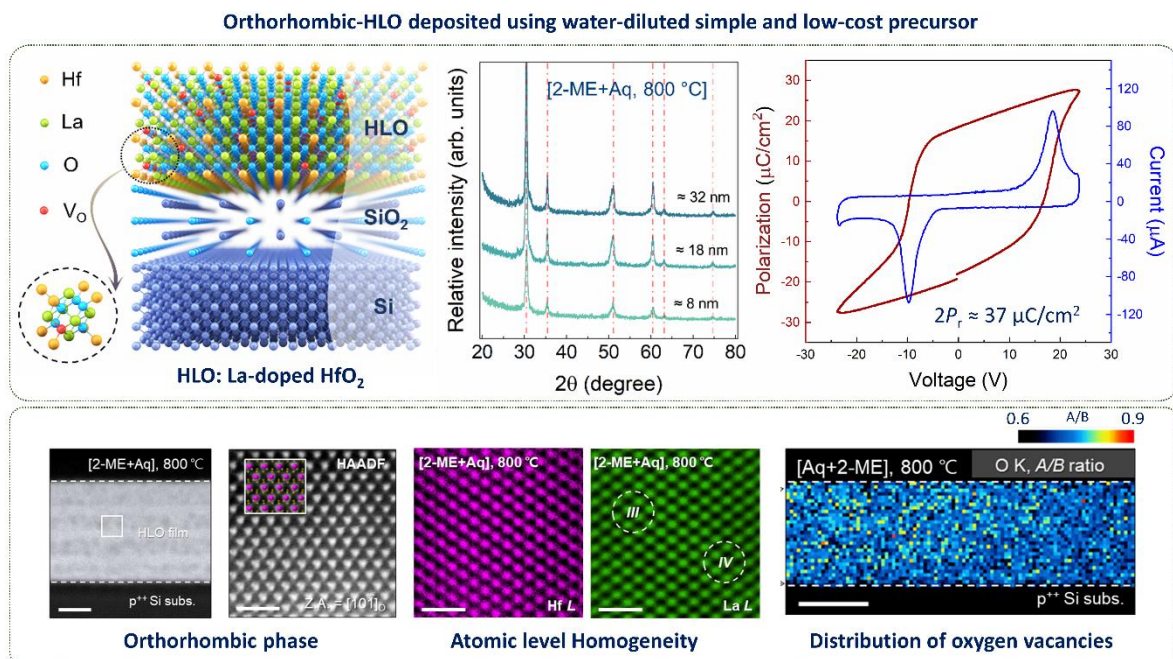 Orthorhombic-HLO deposited using water-diluted simple and low-cost precursor
Hf
La
O
V_O
HLO
SiO₂
Si
HLO: La-doped HfO₂
Relative intensity (arb. units)
[2-ME+Aq, 800 °C]
≈ 32 nm
≈ 18 nm
≈ 8 nm
20 30 40 50 60 70 80
2θ (degree)
Polarization (μC/cm²)
30
20
10
0
-10
-20
-30
-30 -20 -10 0 10 20 30
Voltage (V)
120
80
40
0
-40
-80
-120
Current (μA)
2Pᵣ ≈ 37 μC/cm²
[2-ME+Aq], 800 ℃
HLO film
p⁺⁺ Si subs.
HAADF
Z.A. = [101]ₒ
Orthorhombic phase
[2-ME+Aq], 800 ℃
Hf L
[2-ME+Aq], 800 ℃
III
IV
La L
Atomic level Homogeneity
0.6 A/B 0.9
[Aq+2-ME], 800 ℃
O K, A/B ratio
p⁺⁺ Si subs.
Distribution of oxygen vacancies